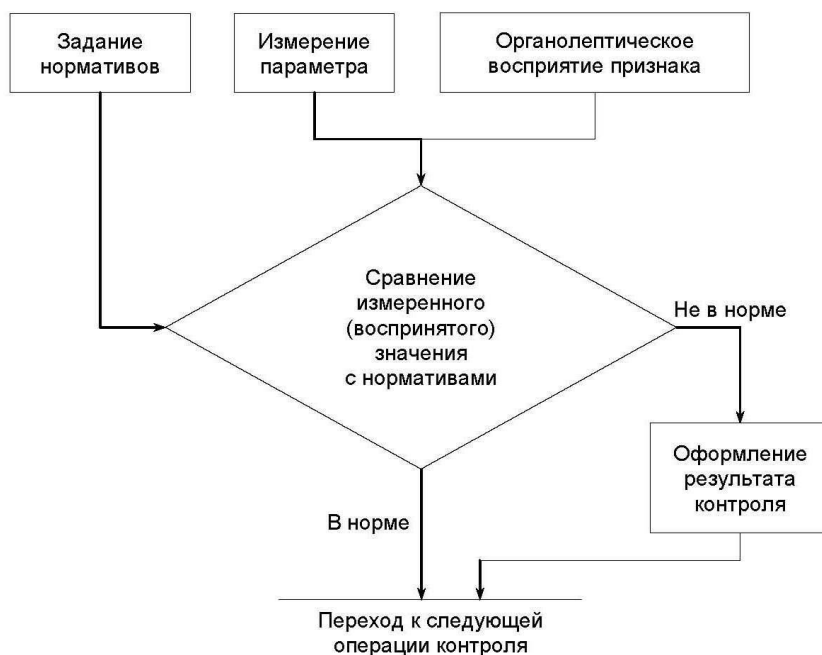 Задание
нормативов
Измерение
параметра
Органолептическое
восприятие признака
Сравнение
измеренного
(воспринятого)
значения
с нормативами
Не в норме
Оформление
результата
контроля
В норме
Переход к следующей
операции контроля